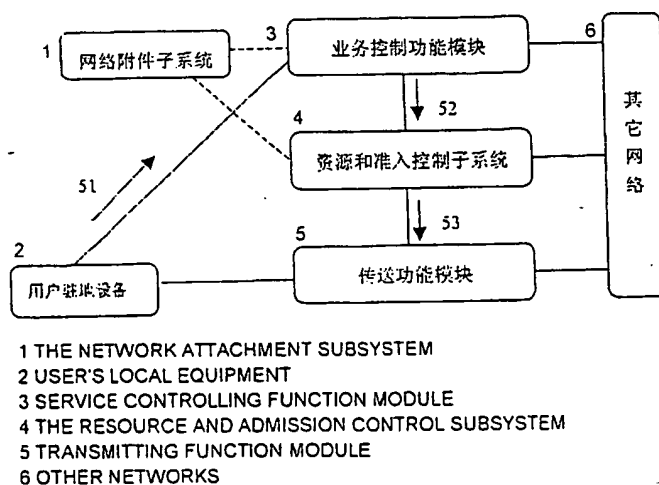 1
网络附件子系统
3
业务控制功能模块
6
其它网络
52
4
资源和准入控制子系统
51
53
5
传送功能模块
2
用户驻地设备
1 THE NETWORK ATTACHMENT SUBSYSTEM
2 USER'S LOCAL EQUIPMENT
3 SERVICE CONTROLLING FUNCTION MODULE
4 THE RESOURCE AND ADMISSION CONTROL SUBSYSTEM
5 TRANSMITTING FUNCTION MODULE
6 OTHER NETWORKS